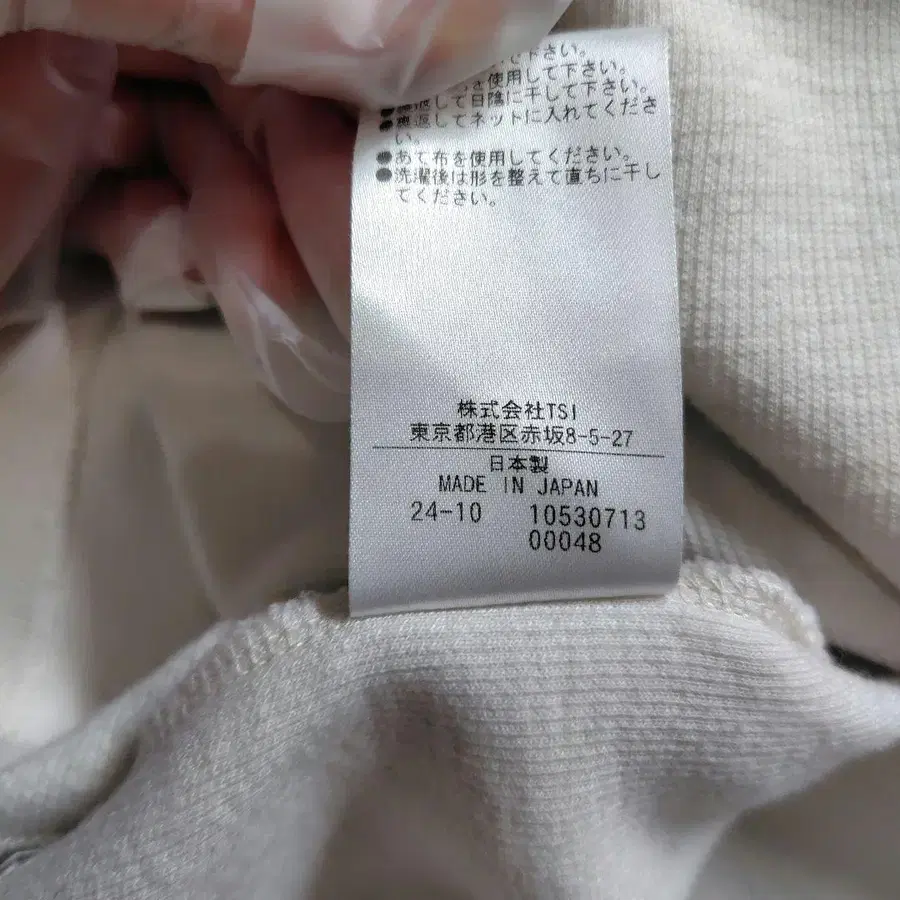 下さい。
を使用して下さい。
●裏返して日陰に干して下さい。
●裏返してネットに入れてくださ
い。
●あて布を使用してください。
●洗濯後は形を整えて直ちに干し
てください。
株式会社TSI
東京都港区赤坂8-5-27
日本製
MADE IN JAPAN
24-10 10530713
00048